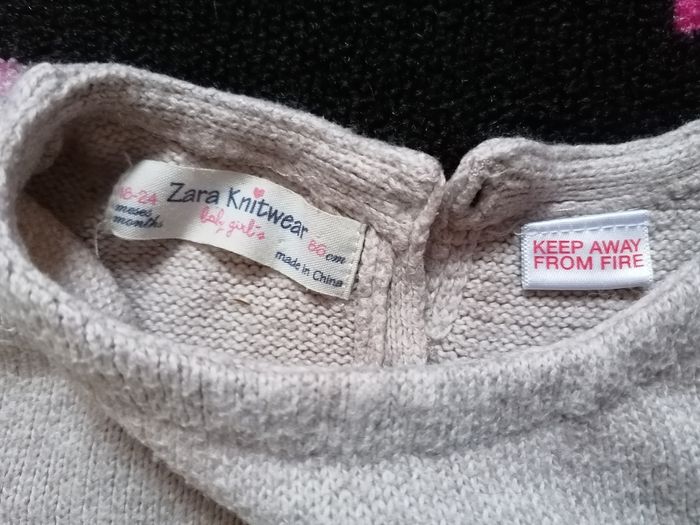 18-24
meses
months
Zara Knitwear
baby girl's
86 cm
made in China
KEEP AWAY
FROM FIRE